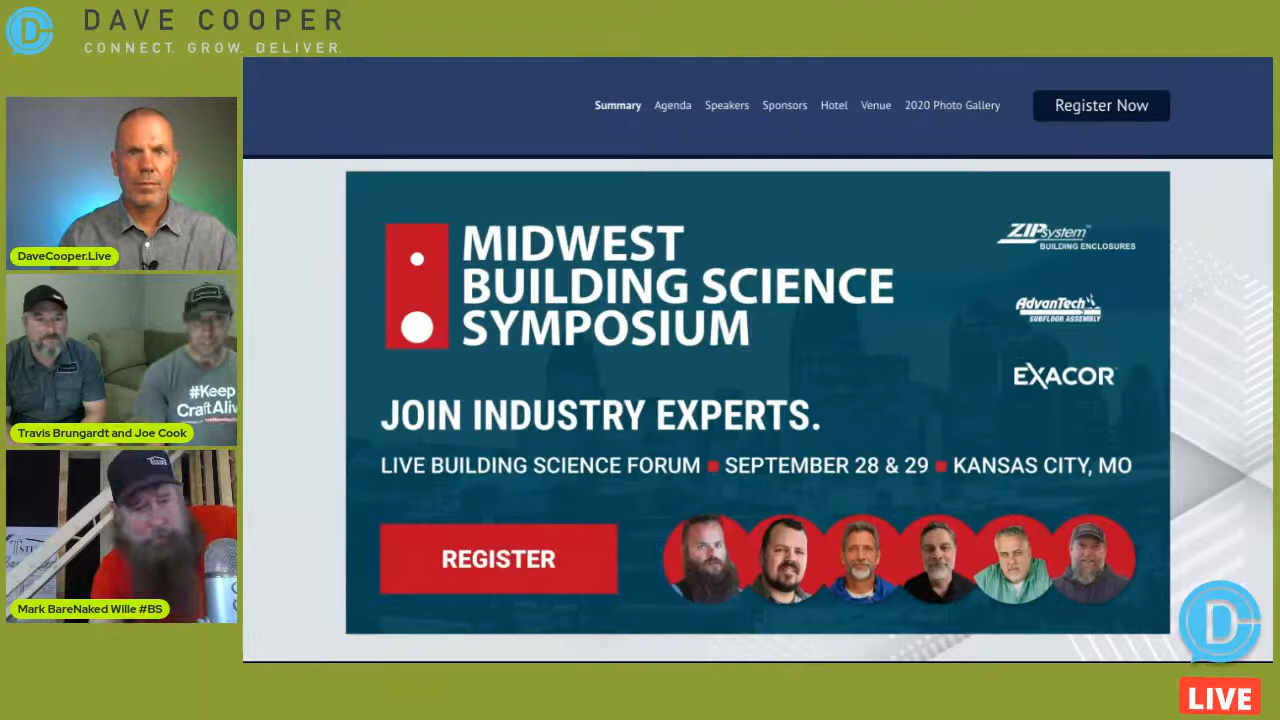 DAVE COOPER
CONNECT. GROW. DELIVER.
Summary Agenda Speakers Sponsors Hotel Venue 2020 Photo Gallery Register Now
DaveCooper.Live
#Keep
CraftAliv
Travis Brungardt and Joe Cook
Mark BareNaked Wille #BS
MIDWEST
BUILDING SCIENCE
SYMPOSIUM
ZIPsystem™
BUILDING ENCLOSURES
AdvanTech
SUBFLOOR ASSEMBLY
EXACOR™
JOIN INDUSTRY EXPERTS.
LIVE BUILDING SCIENCE FORUM ▪ SEPTEMBER 28 & 29 ▪ KANSAS CITY, MO
REGISTER
LIVE